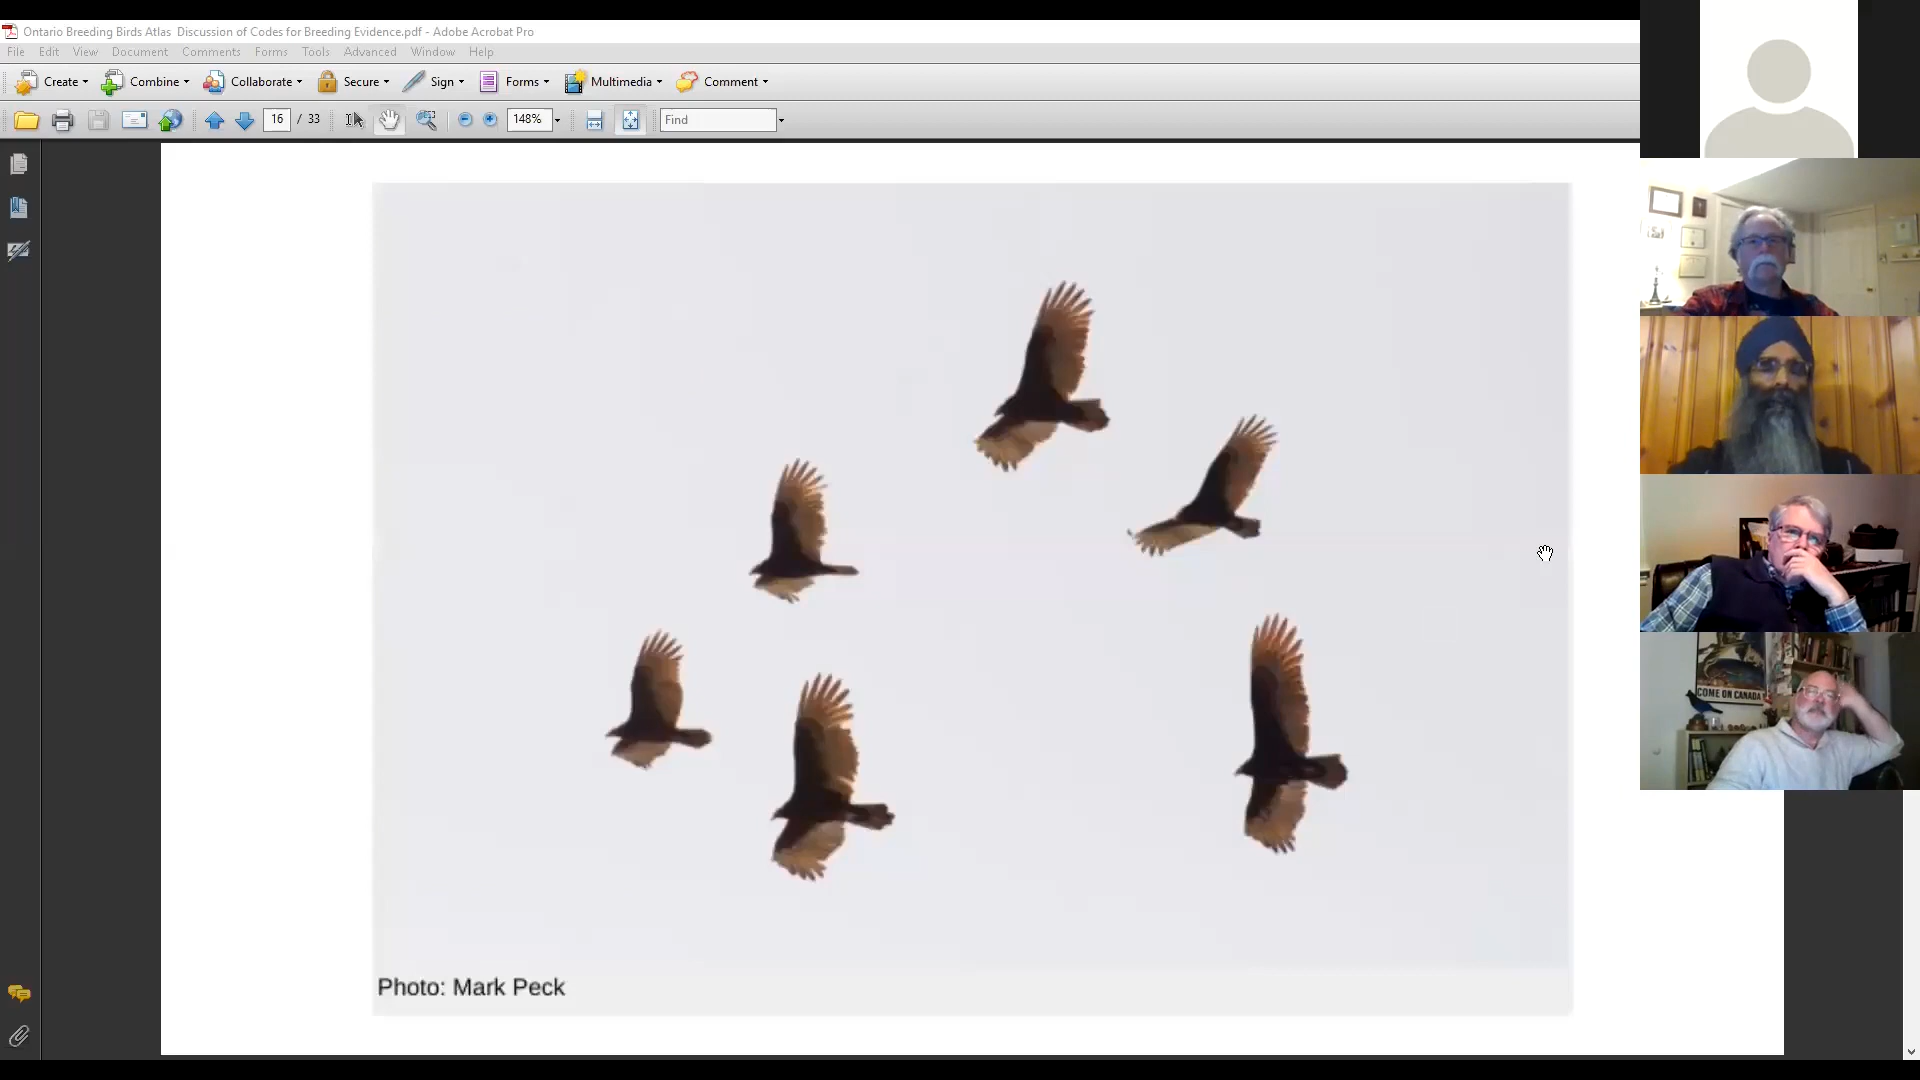 Ontario Breeding Birds Atlas  Discussion of Codes for Breeding Evidence.pdf - Adobe Acrobat Pro
File Edit View Document Comments Forms Tools Advanced Window Help
Create Combine Collaborate Secure Sign Forms Multimedia Comment
16 / 33 148% Find
COME ON CANADA
Photo: Mark Peck